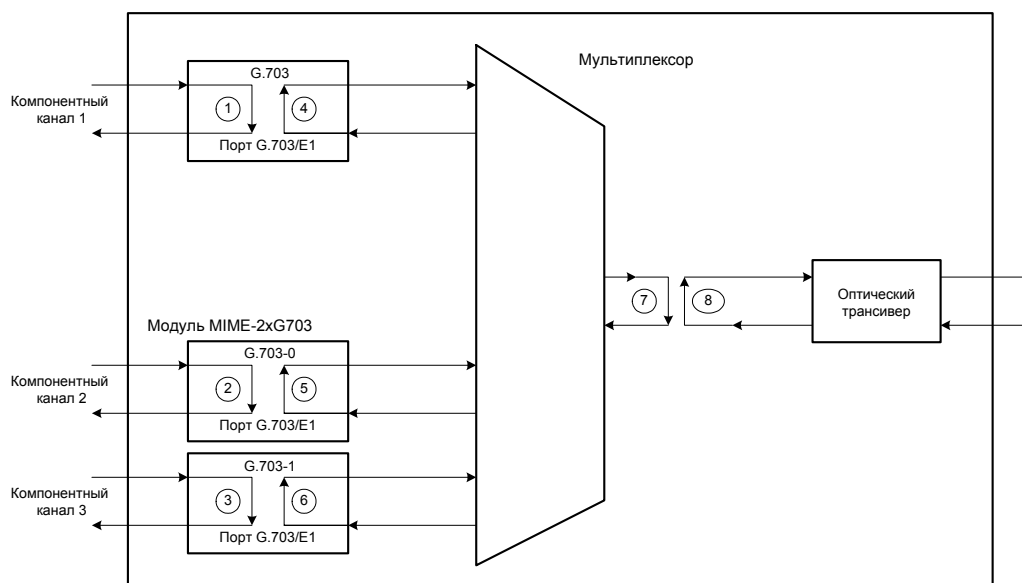 Мультиплексор
G.703
1
4
Порт G.703/E1
Компонентный
канал 1
7
8
Оптический
трансивер
Модуль MIME-2xG703
G.703-0
2
5
Порт G.703/E1
Компонентный
канал 2
G.703-1
3
6
Порт G.703/E1
Компонентный
канал 3